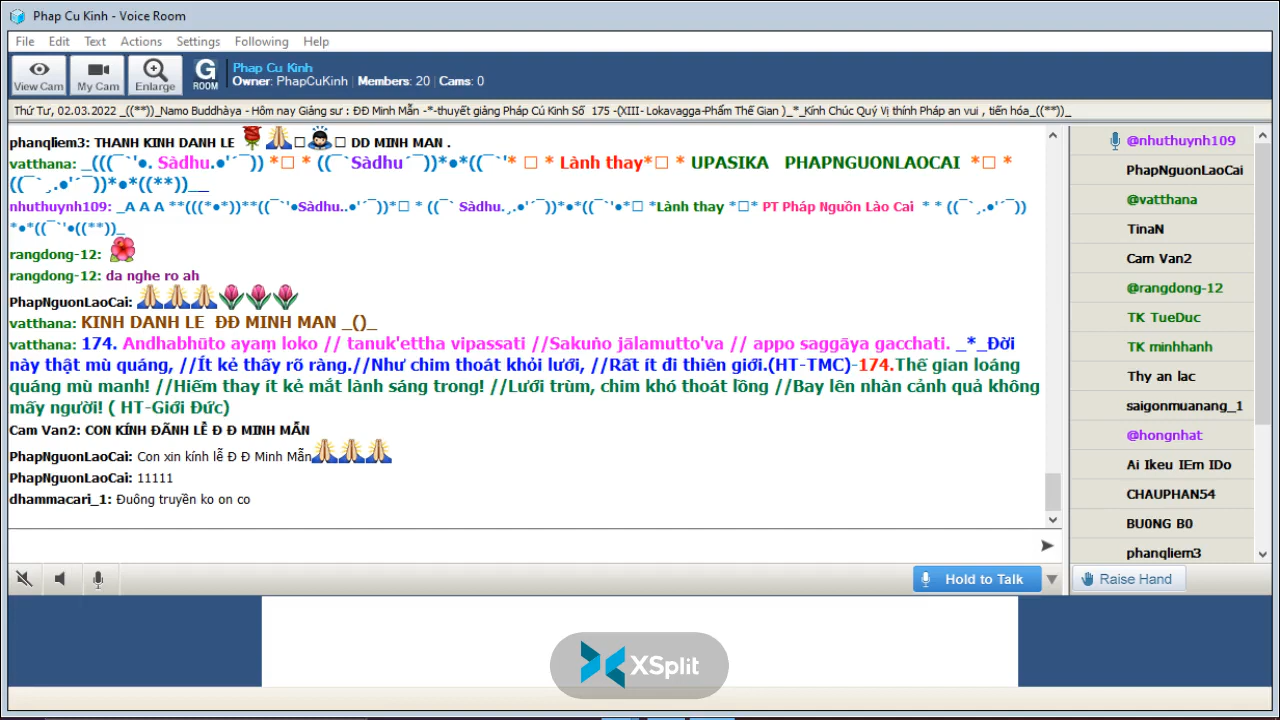 Phap Cu Kinh - Voice Room
File Edit Text Actions Settings Following Help
View Cam My Cam Enlarge G ROOM
Phap Cu Kinh
Owner: PhapCuKinh Members: 20 Cams: 0
Thứ Tư, 02.03.2022 _((**))_Namo Buddhàya - Hôm nay Giảng sư : ĐĐ Minh Mẫn -*-thuyết giảng Pháp Cú Kinh Số 175 -(XIII- Lokavagga-Phẩm Thế Gian )_*_Kính Chúc Quý Vị thính Pháp an vui , tiến hóa_((**))_
phanqliem3: THANH KINH DANH LE 🌹🙏□🙇□ DD MINH MAN .
vatthana: _(((¯`'•. Sàdhu.•'´¯)) *□ * ((¯`Sàdhu´¯))*•*((¯`'* □ * Lành thay*□ * UPASIKA PHAPNGUONLAOCAI *□ *
((¯`¸.•'´¯))*•*((**))__
nhuthuynh109: _A A A **(((*•*))**((¯`'•Sàdhu..•'´¯))*□ * ((¯` Sàdhu.¸.•'´¯))*•*((¯`'•*□ *Lành thay *□* PT Pháp Nguôn Lào Cai * * ((¯`¸.•'´¯))
*•*((¯`'•((**))_
rangdong-12: 🌺
rangdong-12: da nghe ro ah
PhapNguonLaoCai: 🙏🙏🙏🌷🌷🌷
vatthana: KINH DANH LE ĐĐ MINH MAN _()_
vatthana: 174. Andhabhūto ayaṃ loko // tanuk'ettha vipassati //Sakuṅo jālamutto'va // appo saggāya gacchati. _*_Đời
này thật mù quáng, //Ít kẻ thấy rõ ràng.//Như chim thoát khỏi lưới, //Rất ít đi thiên giới.(HT-TMC)-174.Thế gian loáng
quáng mù manh! //Hiếm thay ít kẻ mắt lành sáng trong! //Lưới trùm, chim khó thoát lồng //Bay lên nhàn cảnh quả không
mấy người! ( HT-Giới Đức)
Cam Van2: CON KÍNH ĐÃNH LỄ Đ Đ MINH MẪN
PhapNguonLaoCai: Con xin kính lễ Đ Đ Minh Mẫn🙏🙏🙏
PhapNguonLaoCai: 11111
dhammacari_1: Đuông truyền ko on co
@nhuthuynh109
PhapNguonLaoCai
@vatthana
TinaN
Cam Van2
@rangdong-12
TK TueDuc
TK minhhanh
Thy an lac
saigonmuanang_1
@hongnhat
Ai Ikeu IEm IDo
CHAUPHAN54
BU0NG B0
phanqliem3
Hold to Talk
Raise Hand
XSplit